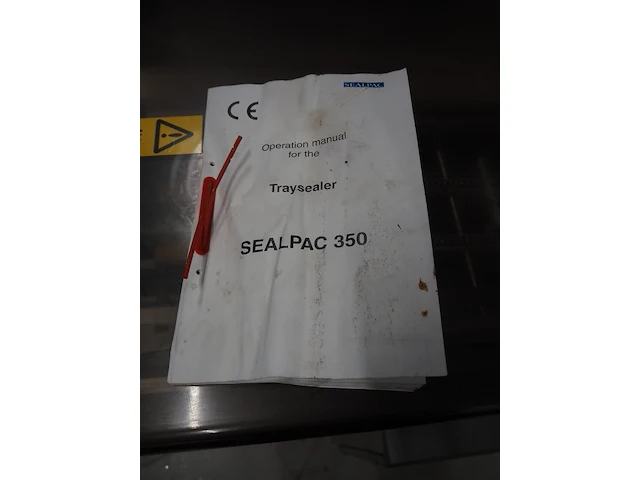 SEALPAC
CE
Operation manual
for the
Traysealer
SEALPAC 350